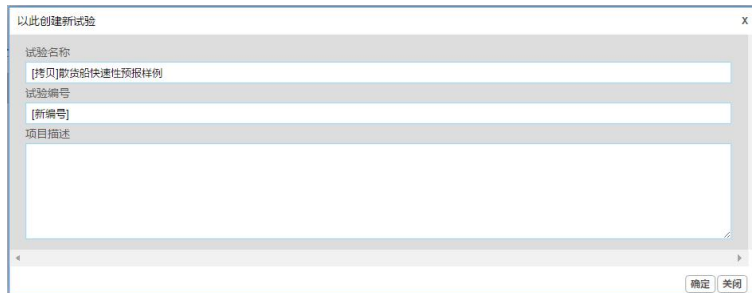 以此创建新试验
x
试验名称
[拷贝]散货船快速性预报样例
试验编号
[新编号]
项目描述
确定 关闭